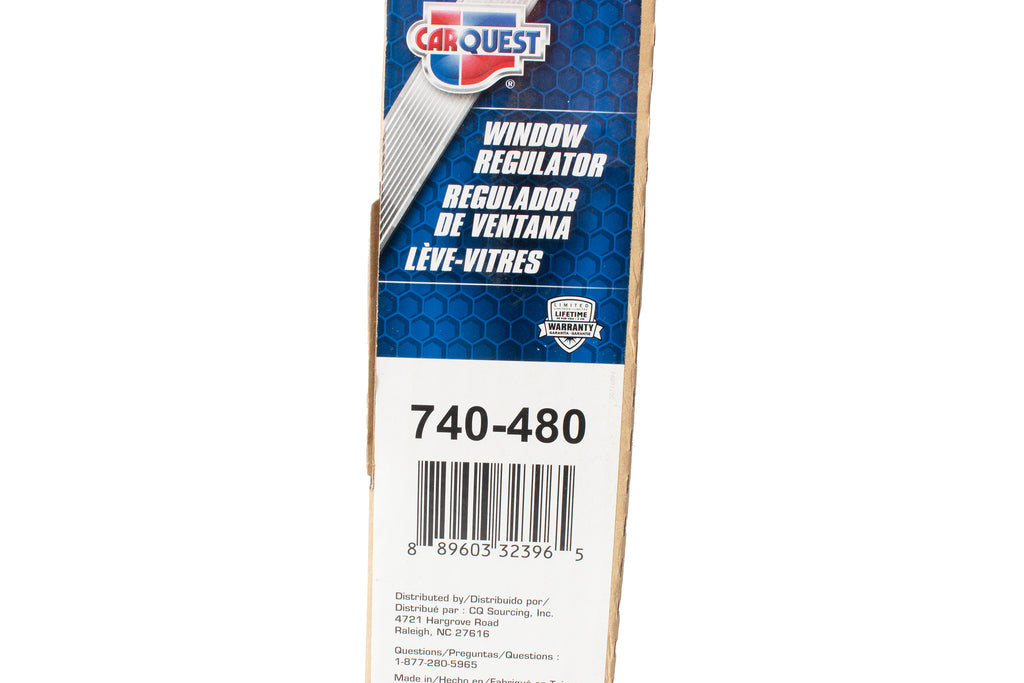 CARQUEST
®
WINDOW
REGULATOR
REGULADOR
DE VENTANA
LÈVE-VITRES
LIMITED
LIFETIME
WARRANTY
GARANTÍA · GARANTIE
740-480
8 89603 32396 5
Distributed by/Distribuido por/
Distribué par : CQ Sourcing, Inc.
4721 Hargrove Road
Raleigh, NC 27616
Questions/Preguntas/Questions :
1-877-280-5965
Made in/Hecho en/Fabriqué en